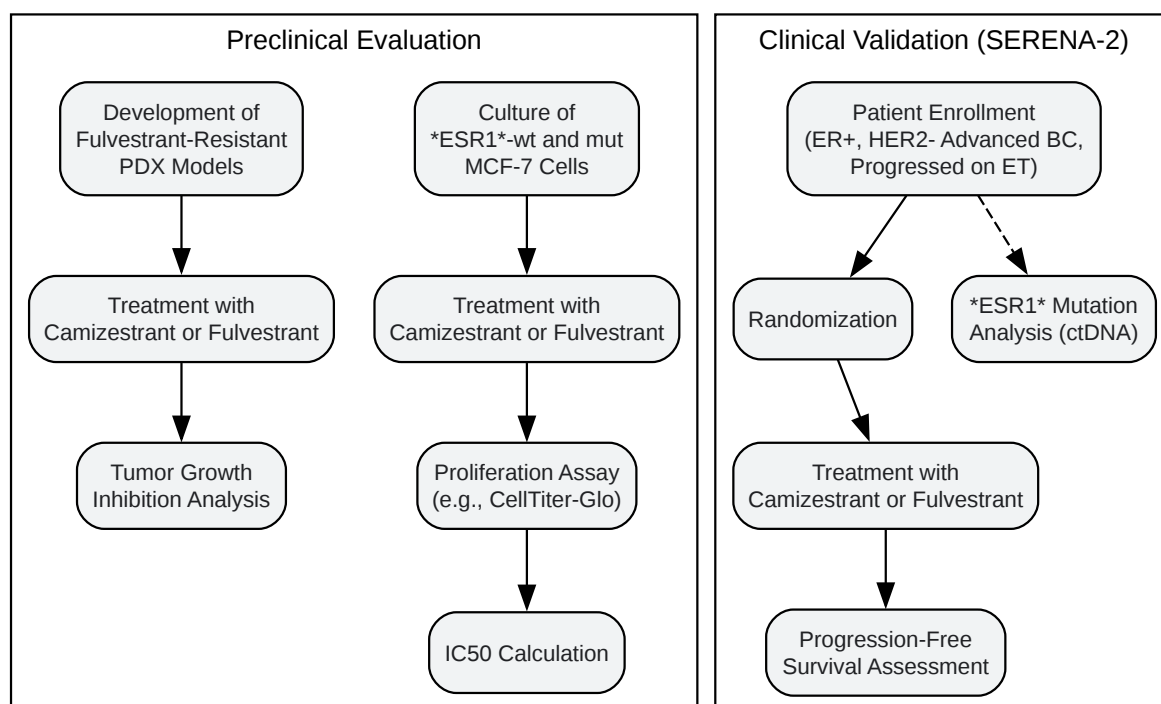 Preclinical Evaluation
Development of
Fulvestrant-Resistant
PDX Models
Culture of
*ESR1*-wt and mut
MCF-7 Cells
Treatment with
Camizestrant or Fulvestrant
Treatment with
Camizestrant or Fulvestrant
Tumor Growth
Inhibition Analysis
Proliferation Assay
(e.g., CellTiter-Glo)
IC50 Calculation
Clinical Validation (SERENA-2)
Patient Enrollment
(ER+, HER2- Advanced BC,
Progressed on ET)
Randomization
*ESR1* Mutation
Analysis (ctDNA)
Treatment with
Camizestrant or Fulvestrant
Progression-Free
Survival Assessment